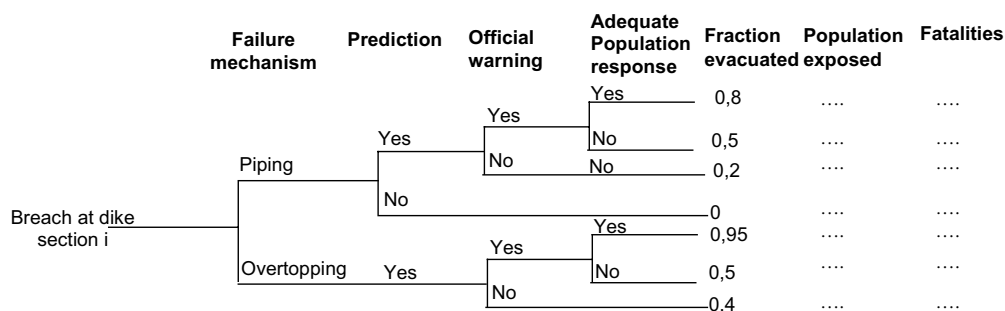 Failure mechanism
Prediction
Official warning
Adequate Population response
Fraction evacuated
Population exposed
Fatalities
Yes 0,8 .... ....
Yes
Yes No 0,5 .... ....
No No 0,2 .... ....
Piping
No 0 .... ....
Breach at dike section i
Yes 0,95 .... ....
Yes
Overtopping Yes No 0,5 .... ....
No 0.4 .... ....